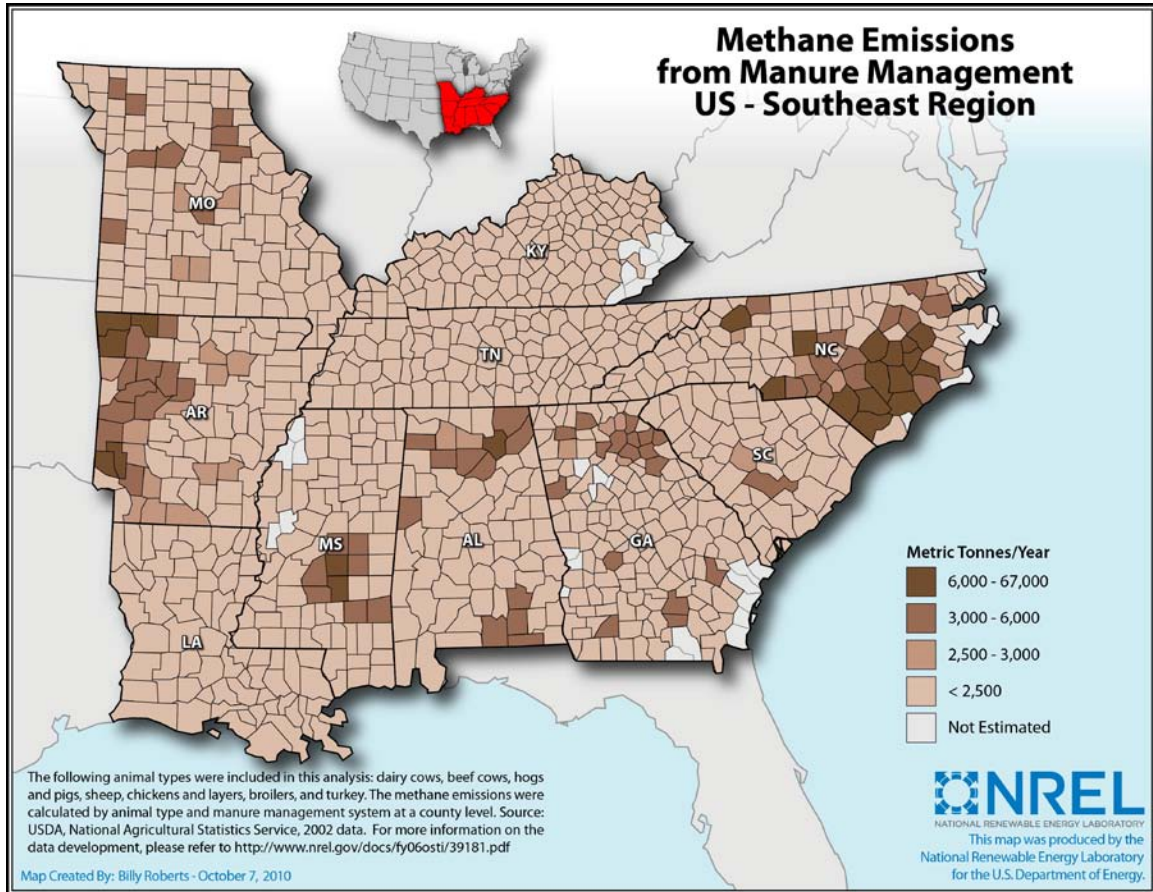 Methane Emissions
from Manure Management
US - Southeast Region
MO
KY
TN
NC
AR
SC
MS
AL
GA
LA
Metric Tonnes/Year
6,000 - 67,000
3,000 - 6,000
2,500 - 3,000
< 2,500
Not Estimated
The following animal types were included in this analysis: dairy cows, beef cows, hogs
and pigs, sheep, chickens and layers, broilers, and turkey. The methane emissions were
calculated by animal type and manure management system at a county level. Source:
USDA, National Agricultural Statistics Service, 2002 data. For more information on the
data development, please refer to http://www.nrel.gov/docs/fy06osti/39181.pdf
Map Created By: Billy Roberts - October 7, 2010
NREL
NATIONAL RENEWABLE ENERGY LABORATORY
This map was produced by the
National Renewable Energy Laboratory
for the U.S. Department of Energy.